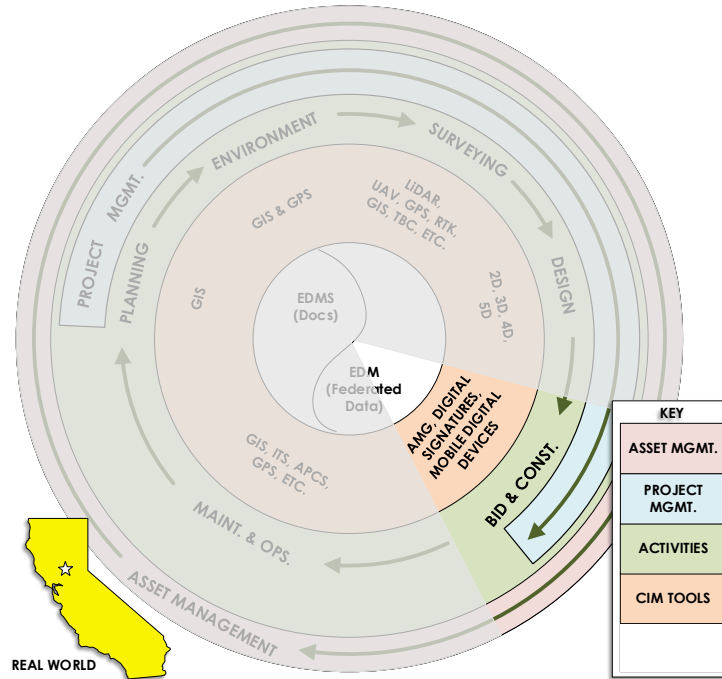 ENVIRONMENT
SURVEYING
PROJECT MGMT.
PLANNING
DESIGN
GIS & GPS
LiDAR,
UAV, GPS, RTK,
GIS, TBC, ETC.
GIS
2D, 3D, 4D,
5D
EDMS
(Docs)
EDM
(Federated
Data)
AMG, DIGITAL
SIGNATURES,
MOBILE DIGITAL
DEVICES
BID & CONST.
GIS, ITS, APCS,
GPS, ETC.
MAINT. & OPS.
ASSET MANAGEMENT
REAL WORLD
KEY
ASSET MGMT.
PROJECT
MGMT.
ACTIVITIES
CIM TOOLS